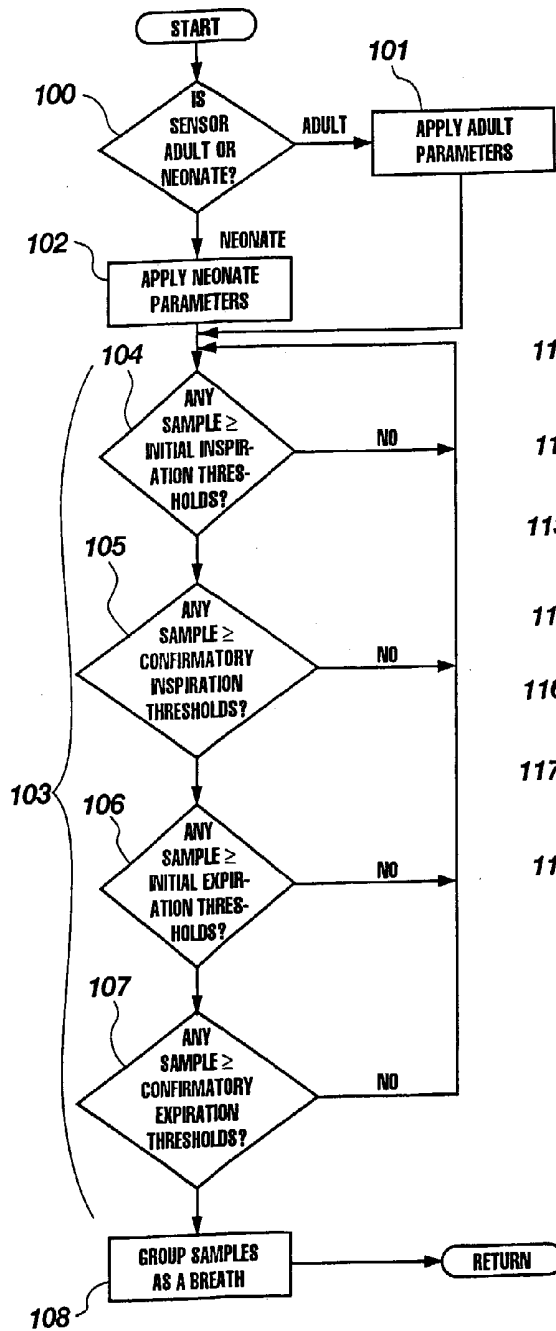 START
100
IS
SENSOR
ADULT OR
NEONATE?
ADULT
101
APPLY ADULT
PARAMETERS
NEONATE
102
APPLY NEONATE
PARAMETERS
103
104
ANY
SAMPLE ≥
INITIAL INSPIR-
ATION THRES-
HOLDS?
NO
105
ANY
SAMPLE ≥
CONFIRMATORY
INSPIRATION
THRESHOLDS?
NO
106
ANY
SAMPLE ≥
INITIAL EXPIR-
ATION THRES-
HOLDS?
NO
107
ANY
SAMPLE ≥
CONFIRMATORY
EXPIRATION
THRESHOLDS?
NO
108
GROUP SAMPLES
AS A BREATH
RETURN
116
117